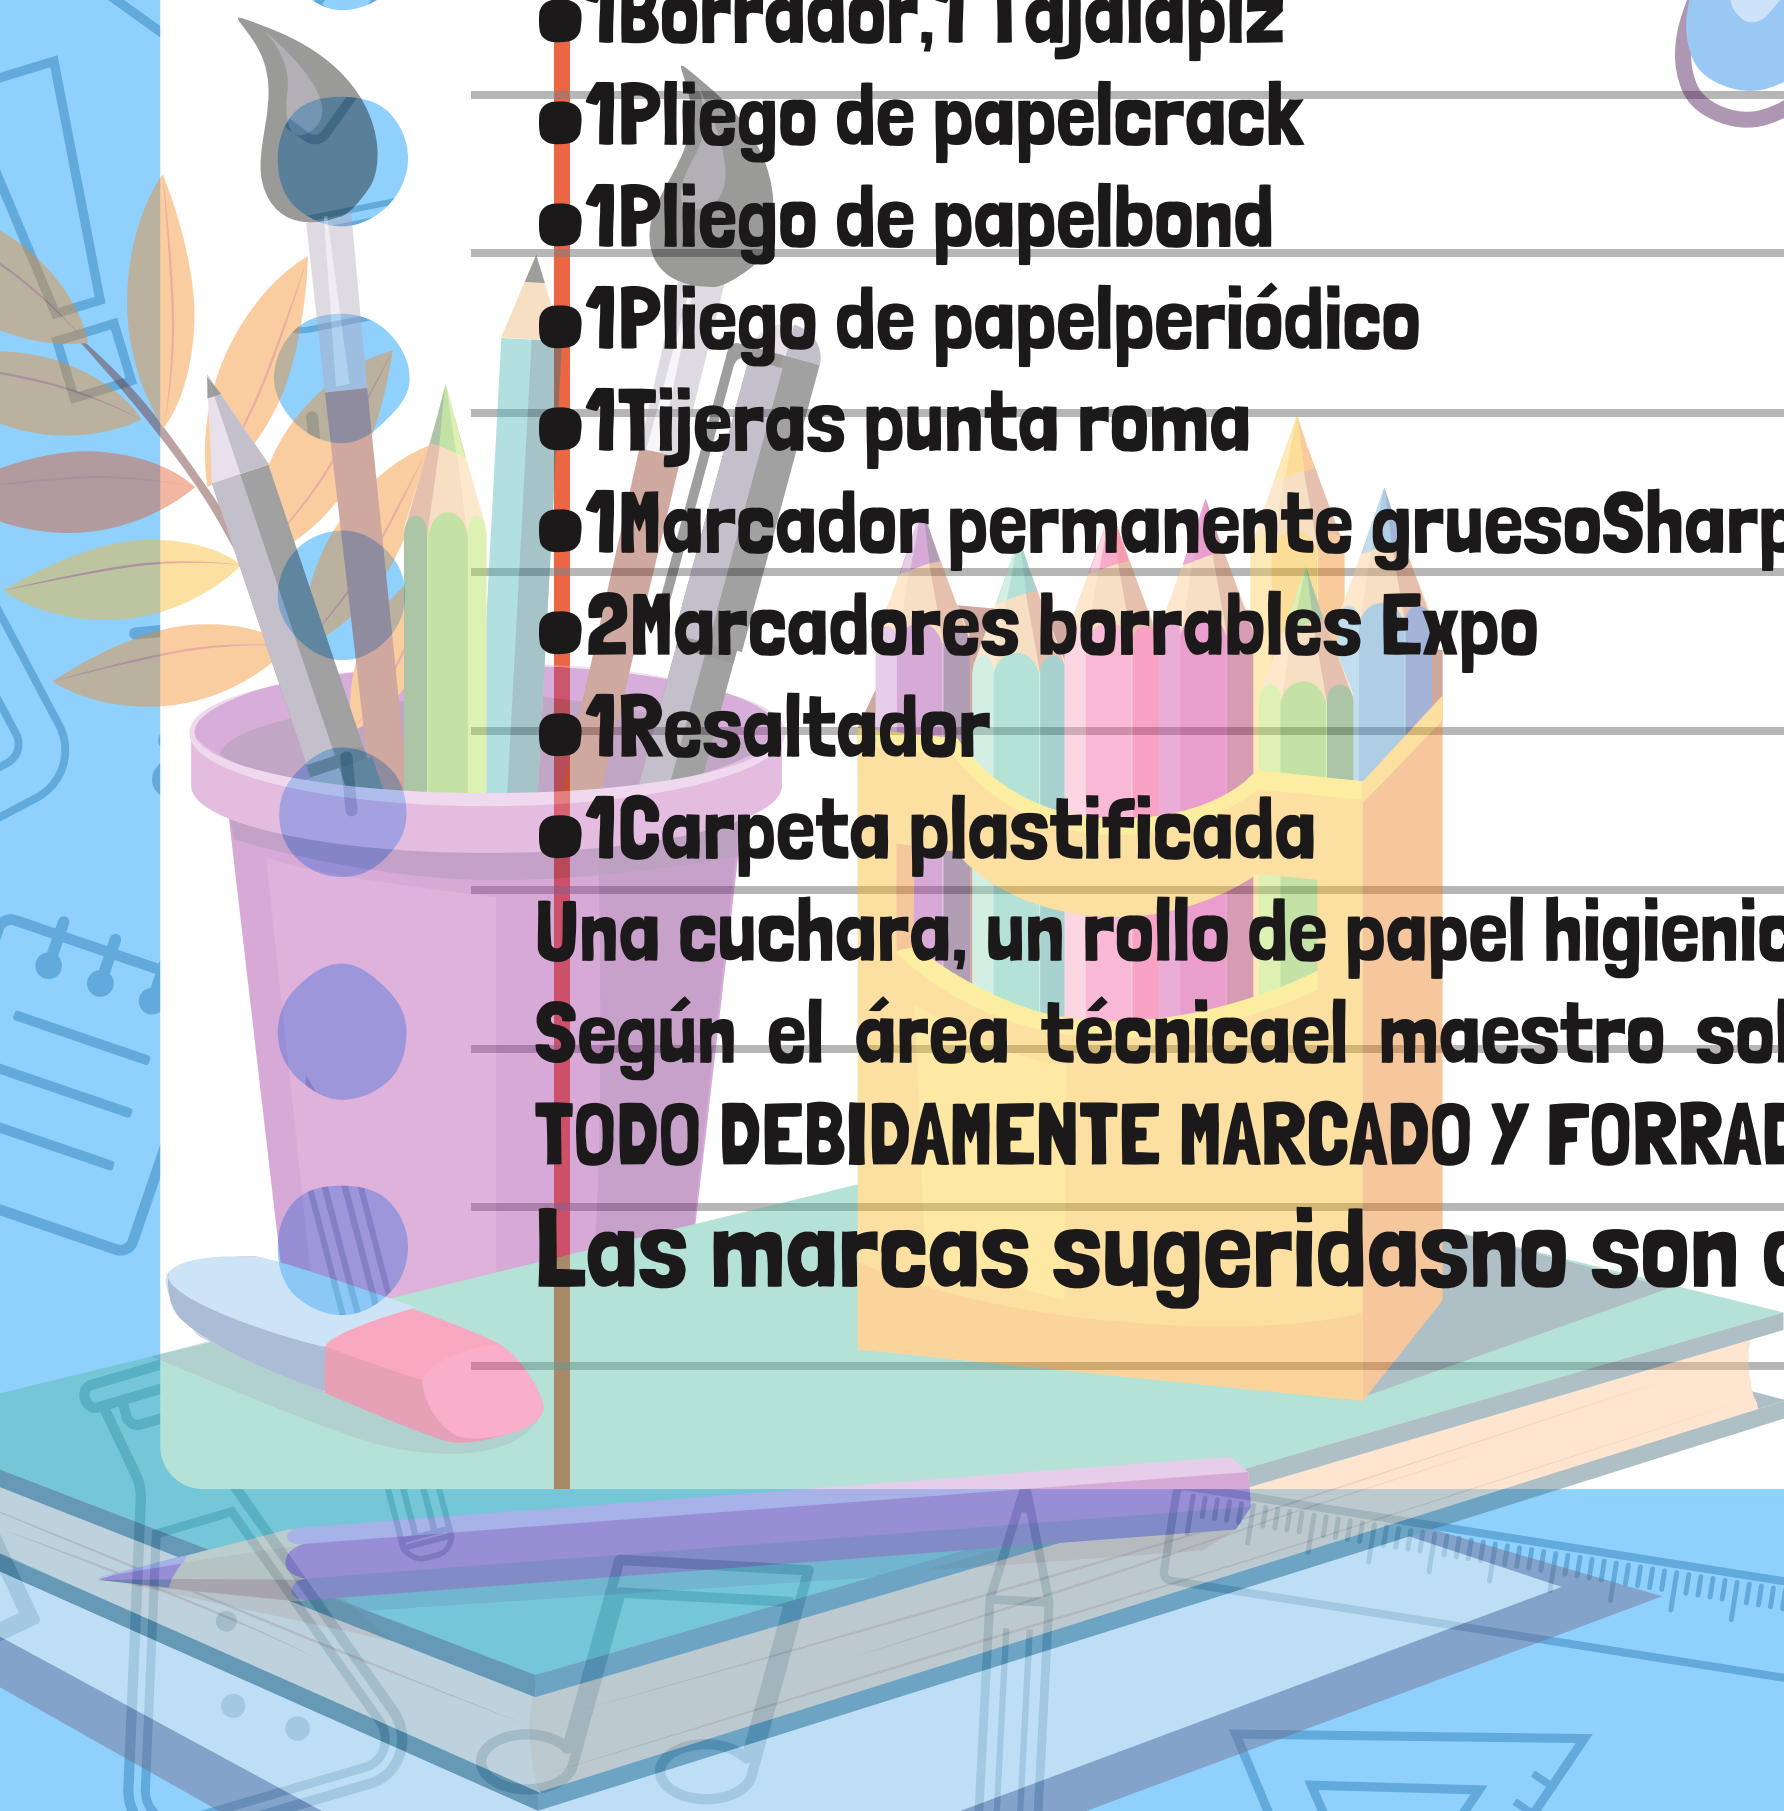 ●1Borrador,1 Tajalapiz
●1Pliego de papelcrack
●1Pliego de papelbond
●1Pliego de papelperiódico
●1Tijeras punta roma
●1Marcador permanente gruesoSharp
●2Marcadores borrables Expo
●1Resaltador
●1Carpeta plastificada
Una cuchara, un rollo de papel higienic
Según el área técnicael maestro sol
TODO DEBIDAMENTE MARCADO Y FORRAD
Las marcas sugeridasno son